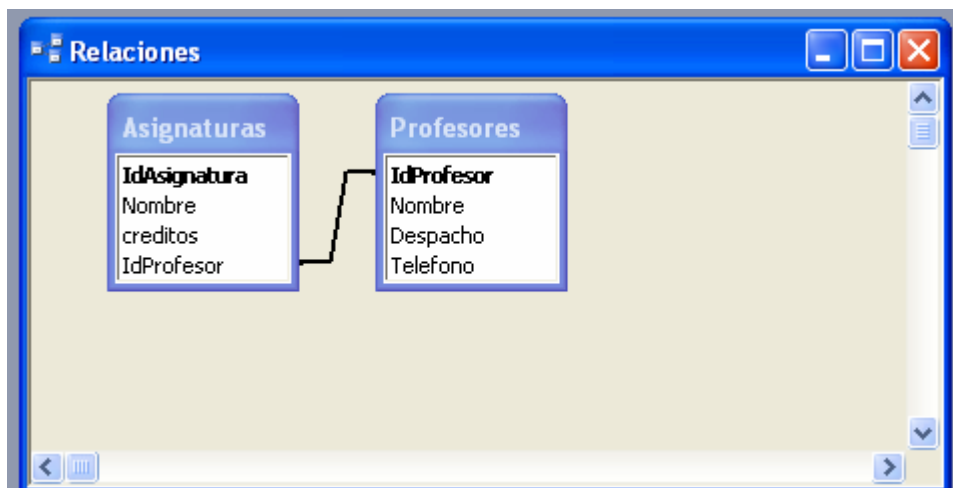 Relaciones
Asignaturas
IdAsignatura
Nombre
creditos
IdProfesor
Profesores
IdProfesor
Nombre
Despacho
Telefono